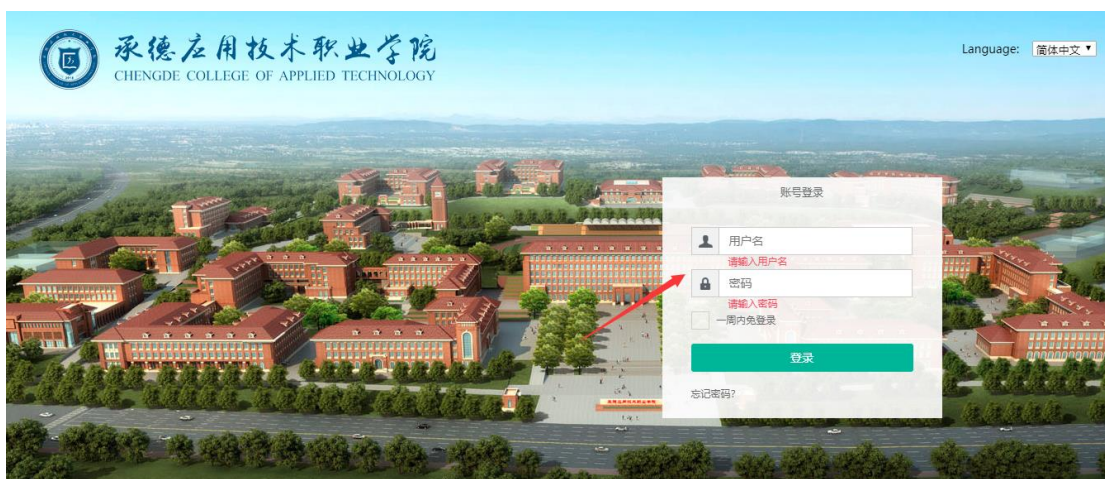 承德应用技术职业学院
CHENGDE COLLEGE OF APPLIED TECHNOLOGY
Language: 简体中文
账号登录
用户名
请输入用户名
密码
请输入密码
一周内免登录
登录
忘记密码?